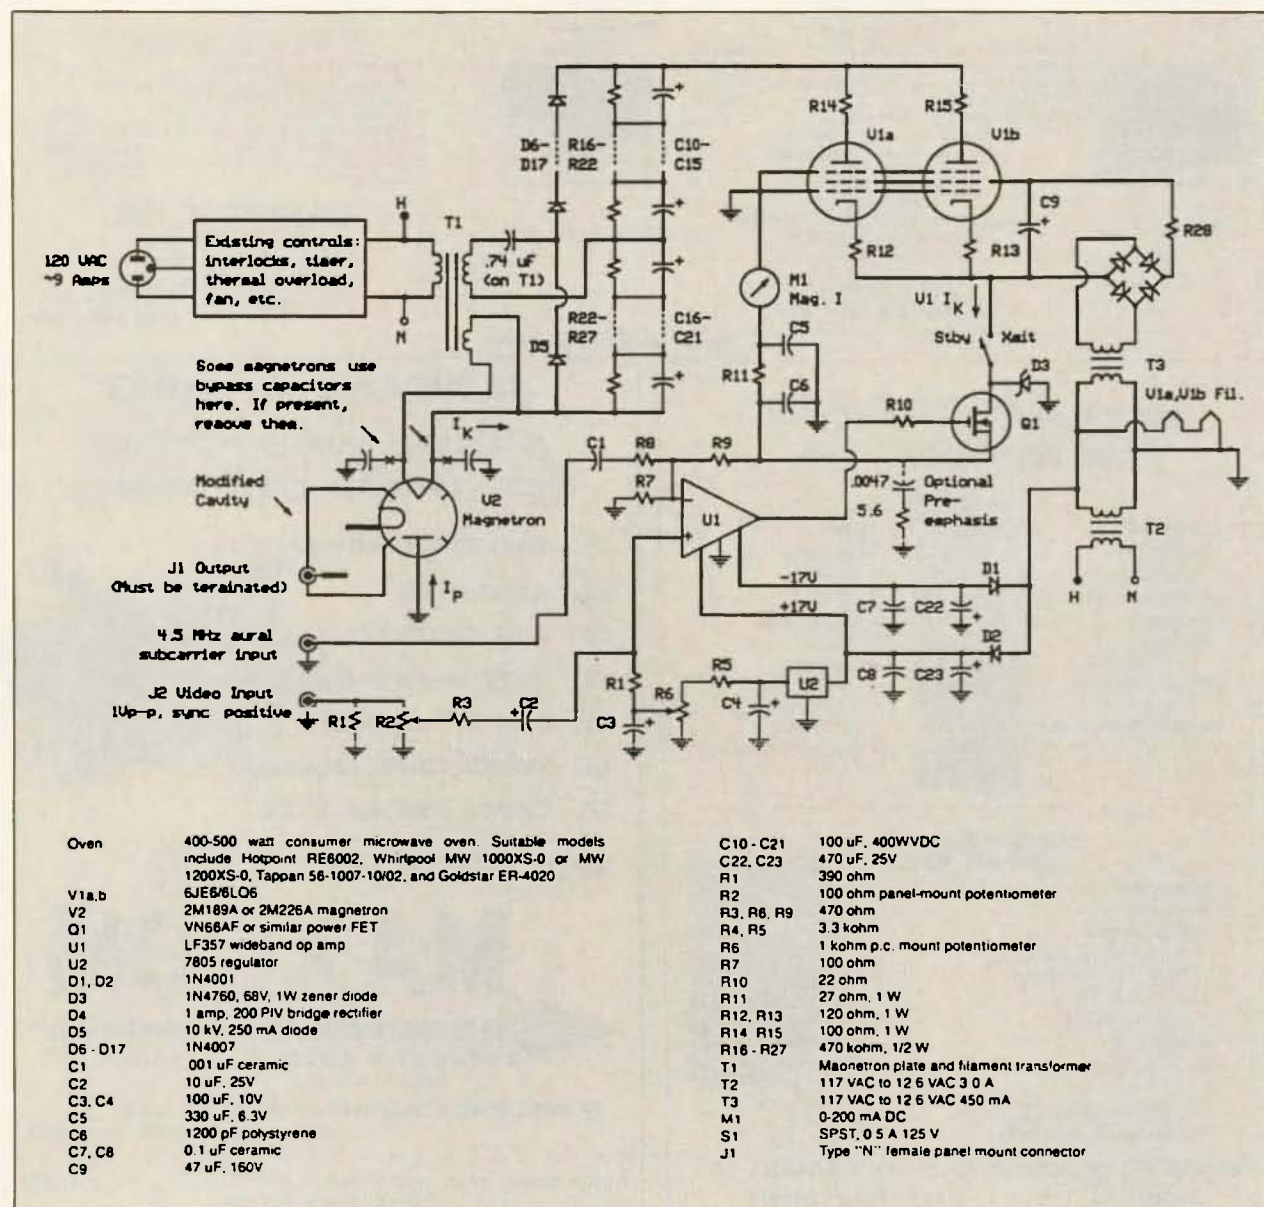 H
T1
120 VAC
~9 Amps
Existing controls:
interlocks, timer,
thermal overload,
fan, etc.
M
.74 uF
(on T1)
D6-
D17
R16-
R22
C10-
C15
R22-
R27
C16-
C21
D5
R14
R15
V1a
V1b
C9
R28
R12
R13
M1
Mag. I
V1 IK
Stby
Xmit
C5
R11
C6
D3
T3
V1a,V1b Fil.
R10
Q1
Some magnetrons use
bypass capacitors
here. If present,
remove them.
IK
Modified
Cavity
V2
Magnetron
C1
R8
R9
R7
U1
.0047
5.6
Optional
Pre-
emphasis
T2
H
M
J1 Output
(Must be terminated)
IP
-17V
+17V
D1
C7
C22
D2
C8
C23
4.5 MHz aural
subcarrier input
J2 Video Input
1Vp-p, sync positive
R1
R2
R3
C2
R1
C3
R6
R5
C4
U2
Oven 400-500 watt consumer microwave oven. Suitable models
include Hotpoint RE6002, Whirlpool MW 1000XS-0 or MW
1200XS-0, Tappan 56-1007-10/02, and Goldstar ER-4020
V1a,b 6JE6/6LQ6
V2 2M189A or 2M226A magnetron
Q1 VN66AF or similar power FET
U1 LF357 wideband op amp
U2 7805 regulator
D1, D2 1N4001
D3 1N4760, 68V, 1W zener diode
D4 1 amp, 200 PIV bridge rectifier
D5 10 kV, 250 mA diode
D6 - D17 1N4007
C1 .001 uF ceramic
C2 10 uF, 25V
C3, C4 100 uF, 10V
C5 330 uF, 6.3V
C6 1200 pF polystyrene
C7, C8 0.1 uF ceramic
C9 47 uF, 160V
C10 - C21 100 uF, 400WVDC
C22, C23 470 uF, 25V
R1 390 ohm
R2 100 ohm panel-mount potentiometer
R3, R8, R9 470 ohm
R4, R5 3.3 kohm
R6 1 kohm p.c. mount potentiometer
R7 100 ohm
R10 22 ohm
R11 27 ohm, 1 W
R12, R13 120 ohm, 1 W
R14 R15 100 ohm, 1 W
R16 - R27 470 kohm, 1/2 W
T1 Magnetron plate and filament transformer
T2 117 VAC to 12 6 VAC 3 0 A
T3 117 VAC to 12 6 VAC 450 mA
M1 0-200 mA DC
S1 SPST, 0 5 A 125 V
J1 Type "N" female panel mount connector